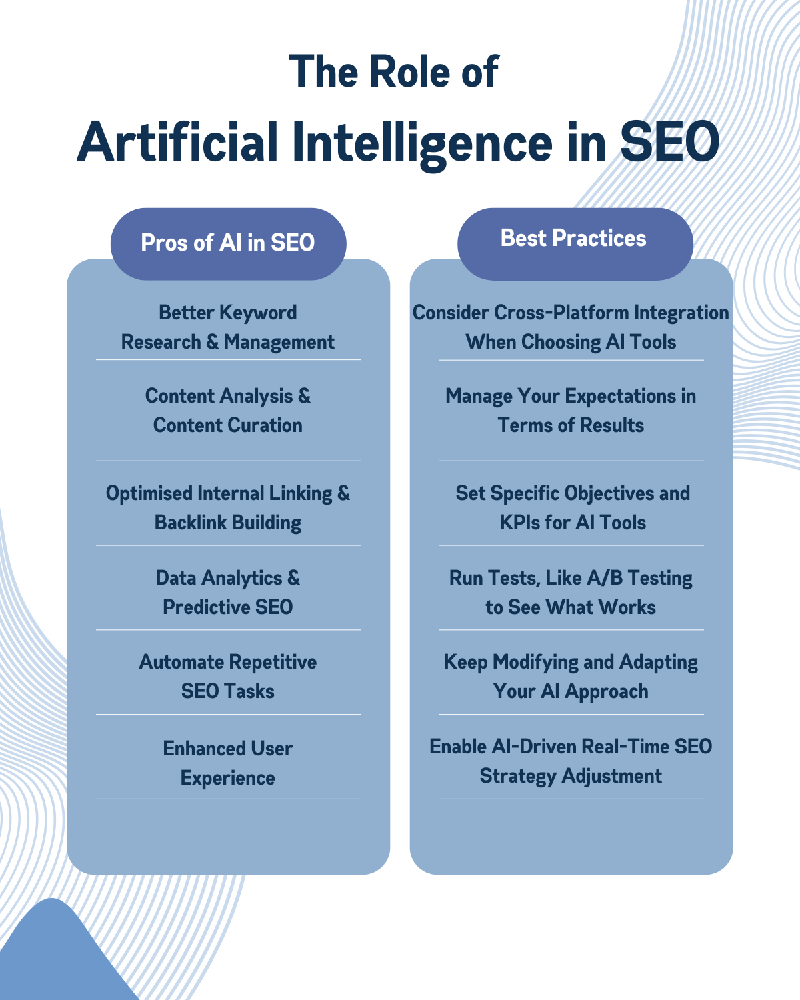 The Role of
Artificial Intelligence in SEO
Pros of AI in SEO
Better Keyword
Research & Management
Content Analysis &
Content Curation
Optimised Internal Linking &
Backlink Building
Data Analytics &
Predictive SEO
Automate Repetitive
SEO Tasks
Enhanced User
Experience
Best Practices
Consider Cross-Platform Integration
When Choosing AI Tools
Manage Your Expectations in
Terms of Results
Set Specific Objectives and
KPIs for AI Tools
Run Tests, Like A/B Testing
to See What Works
Keep Modifying and Adapting
Your AI Approach
Enable AI-Driven Real-Time SEO
Strategy Adjustment